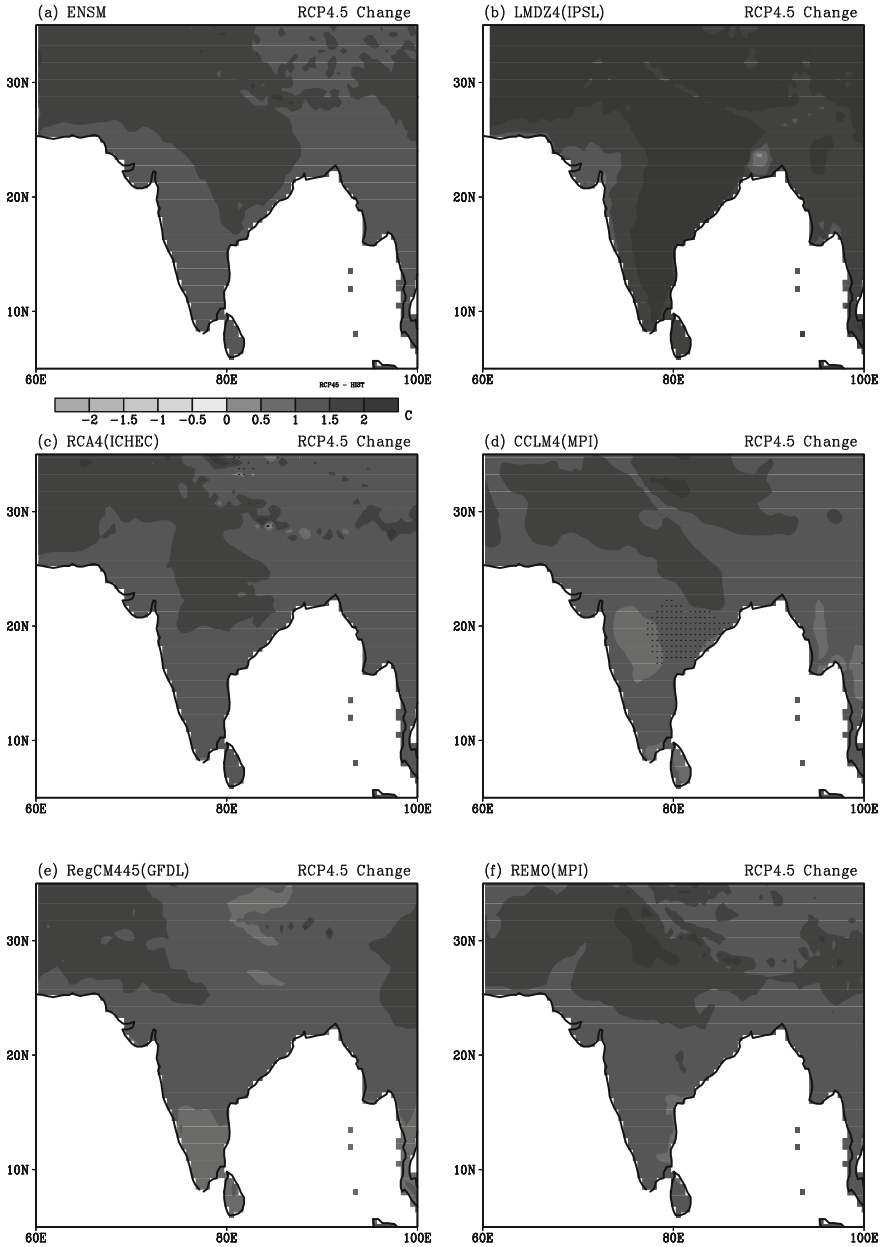 (a) ENSM RCP4.5 Change
(b) LMDZ4(IPSL) RCP4.5 Change
30N
20N
10N
60E 80E 100E
RCP45 - HIST
30N
20N
10N
60E 80E 100E
-2 -1.5 -1 -0.5 0 0.5 1 1.5 2 C
(c) RCA4(ICHEC) RCP4.5 Change
(d) CCLM4(MPI) RCP4.5 Change
30N
20N
10N
60E 80E 100E
30N
20N
10N
60E 80E 100E
(e) RegCM445(GFDL) RCP4.5 Change
(f) REMO(MPI) RCP4.5 Change
30N
20N
10N
60E 80E 100E
30N
20N
10N
60E 80E 100E